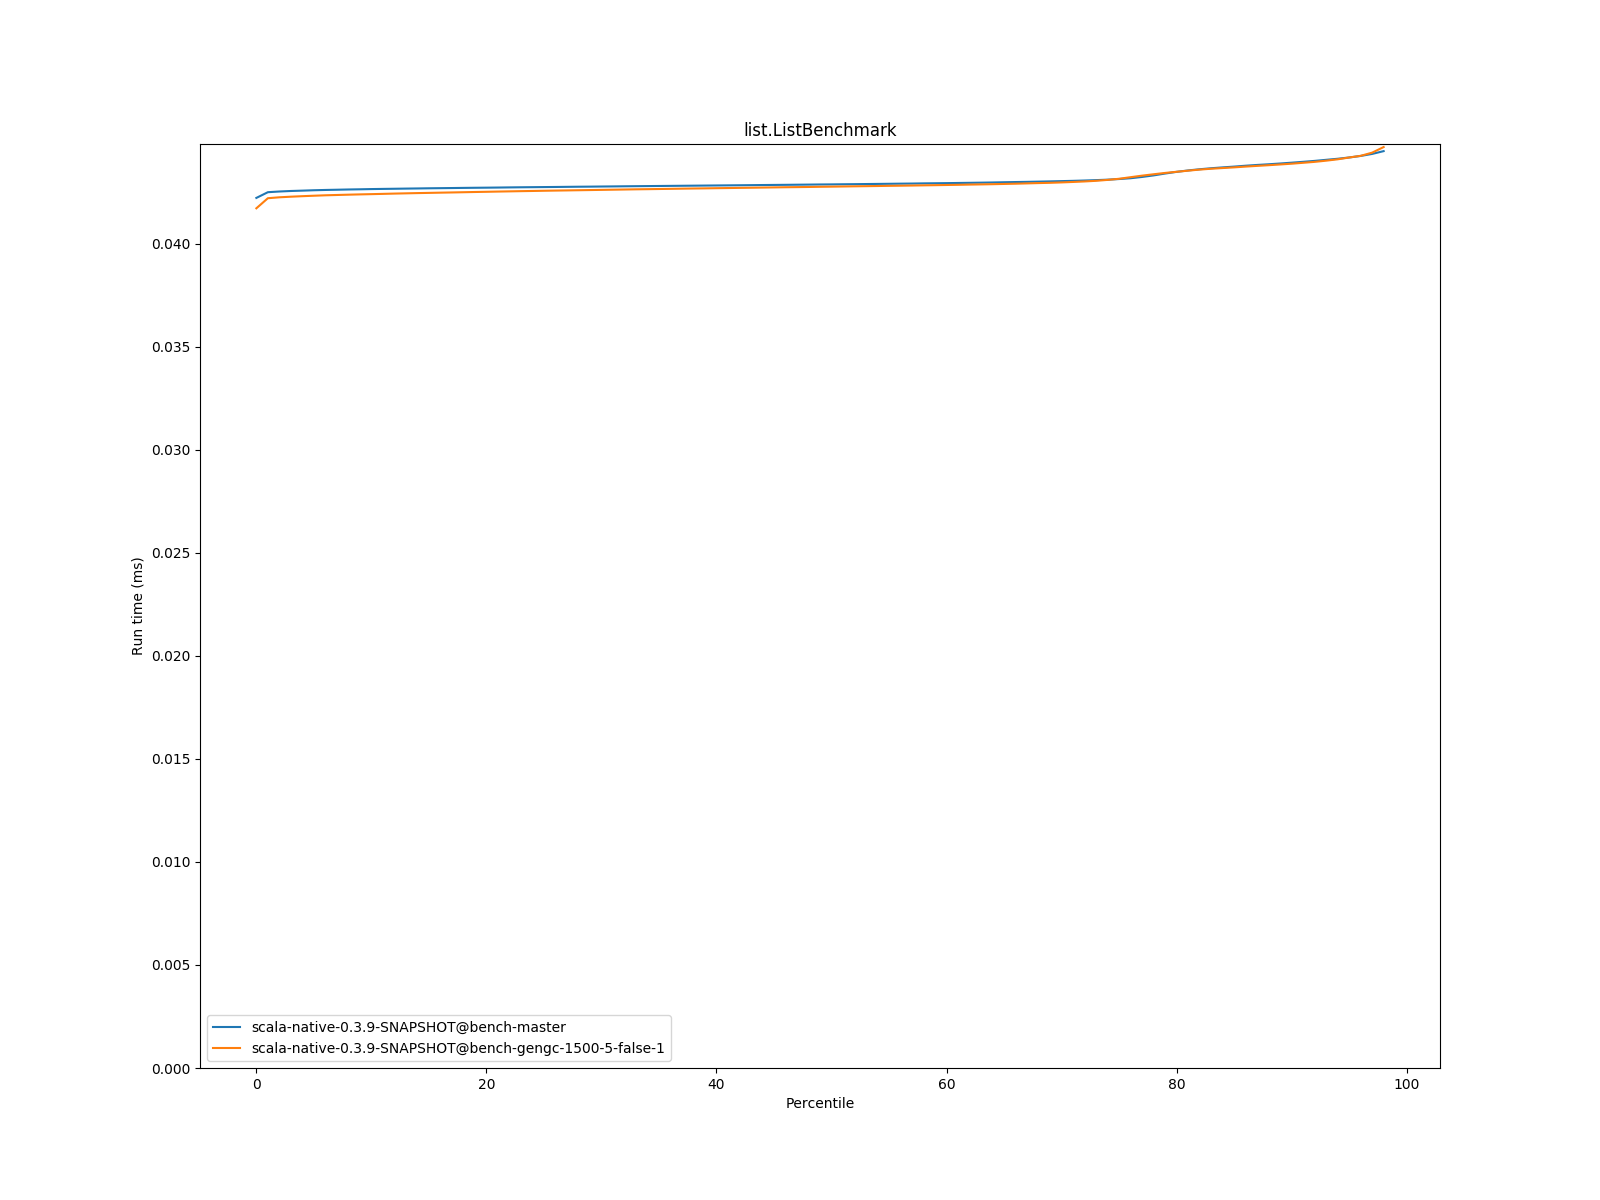 list.ListBenchmark
Run time (ms)
0.040
0.035
0.030
0.025
0.020
0.015
0.010
0.005
0.000
scala-native-0.3.9-SNAPSHOT@bench-master
scala-native-0.3.9-SNAPSHOT@bench-gengc-1500-5-false-1
0 20 40 60 80 100
Percentile